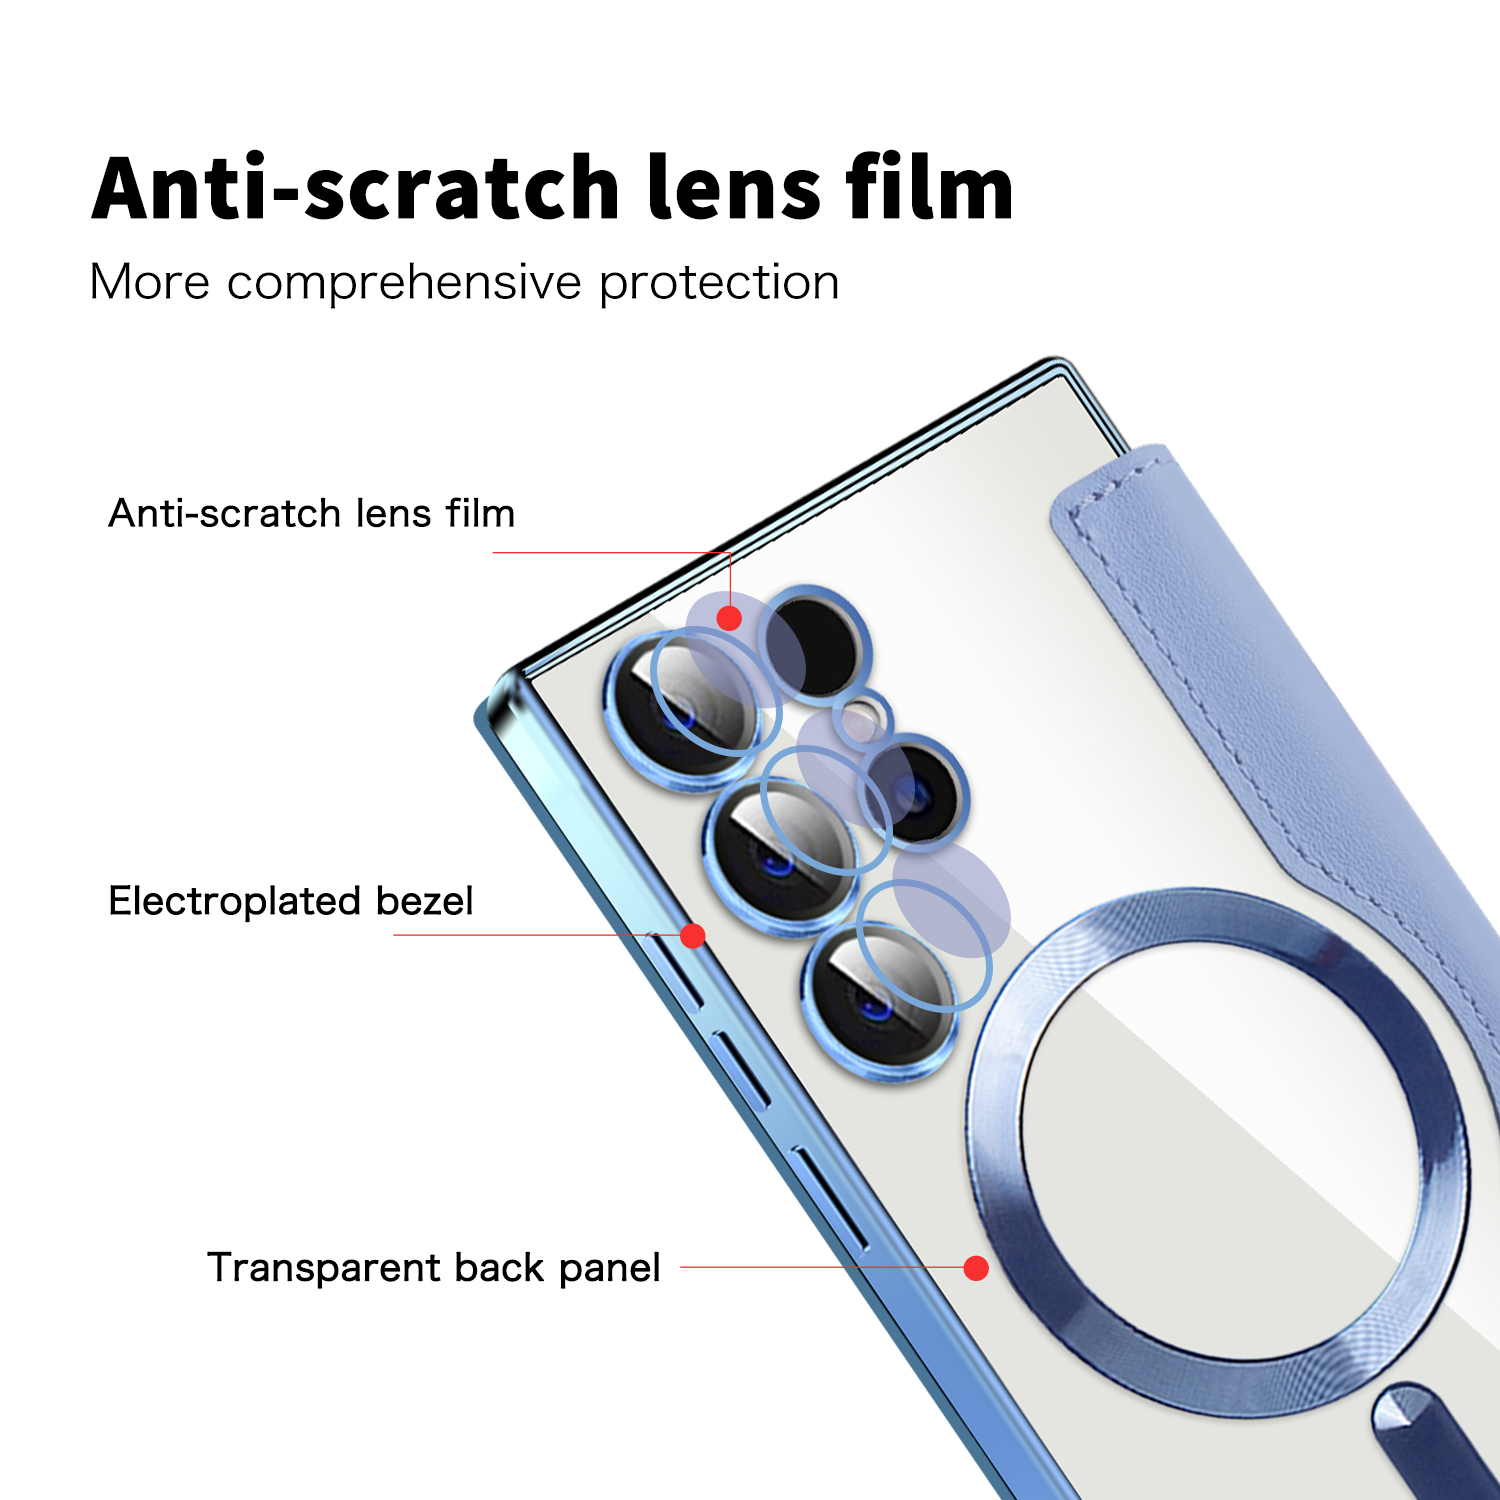 Anti-scratch lens film
More comprehensive protection
Anti-scratch lens film
Electroplated bezel
Transparent back panel